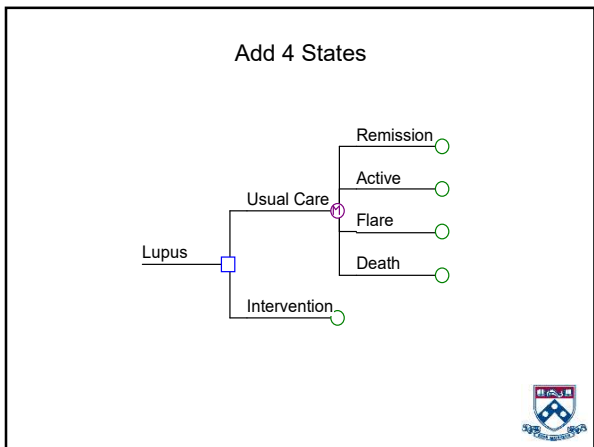 Add 4 States
Remission
Active
Usual Care
M
Flare
Lupus
Death
Intervention